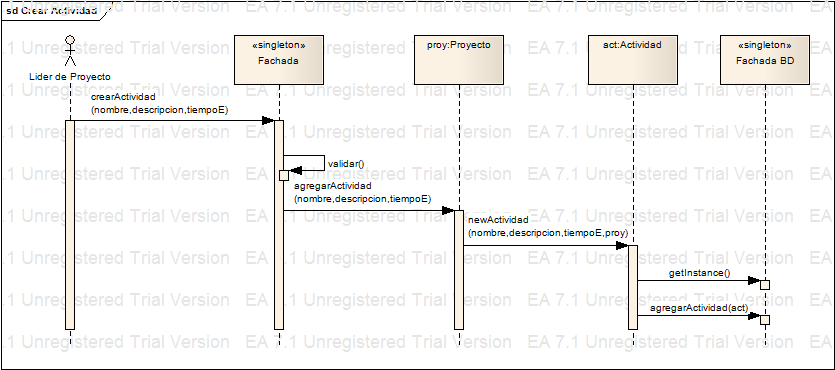 sd Crear Actividad
Lider de Proyecto
«singleton»
Fachada
proy:Proyecto
act:Actividad
«singleton»
Fachada BD
crearActividad
(nombre,descripcion,tiempoE)
validar()
agregarActividad
(nombre,descripcion,tiempoE)
newActividad
(nombre,descripcion,tiempoE,proy)
getInstance()
agregarActividad(act)
.1 Unregistered Trial Version EA 7.1 Unregistered Trial Version EA 7.1 Unregistered Trial Version
.1 Unregistered Trial Version EA 7.1 Unregistered Trial Version EA 7.1 Unregistered Trial Version
.1 Unregistered Trial Version EA 7.1 Unregistered Trial Version EA 7.1 Unregistered Trial Version
.1 Unregistered Trial Version EA 7.1 Unregistered Trial Version EA 7.1 Unregistered Trial Version
.1 Unregistered Trial Version EA 7.1 Unregistered Trial Version EA 7.1 Unregistered Trial Version
.1 Unregistered Trial Version EA 7.1 Unregistered Trial Version EA 7.1 Unregistered Trial Version
.1 Unregistered Trial Version EA 7.1 Unregistered Trial Version EA 7.1 Unregistered Trial Version
.1 Unregistered Trial Version EA 7.1 Unregistered Trial Version EA 7.1 Unregistered Trial Version
.1 Unregistered Trial Version EA 7.1 Unregistered Trial Version EA 7.1 Unregistered Trial Version